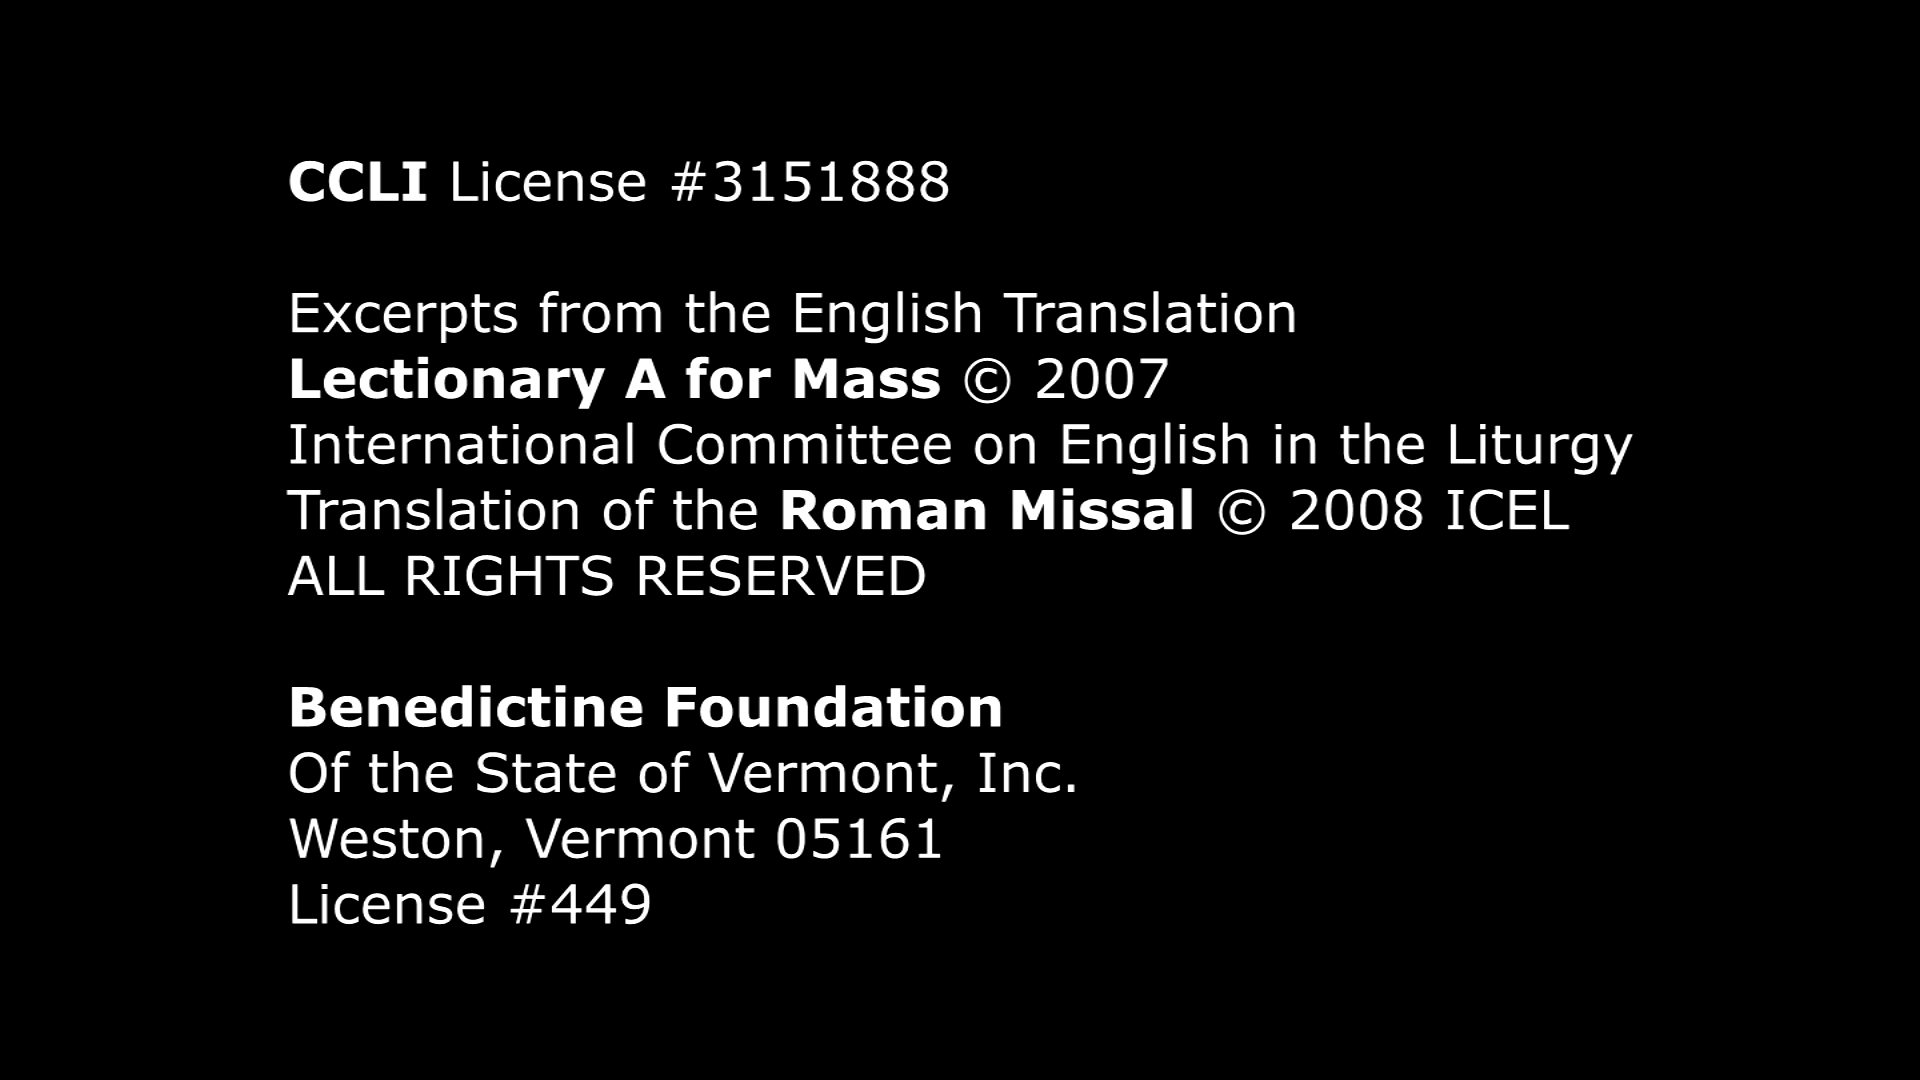 CCLI License #3151888
Excerpts from the English Translation
Lectionary A for Mass © 2007
International Committee on English in the Liturgy
Translation of the Roman Missal © 2008 ICEL
ALL RIGHTS RESERVED
Benedictine Foundation
Of the State of Vermont, Inc.
Weston, Vermont 05161
License #449